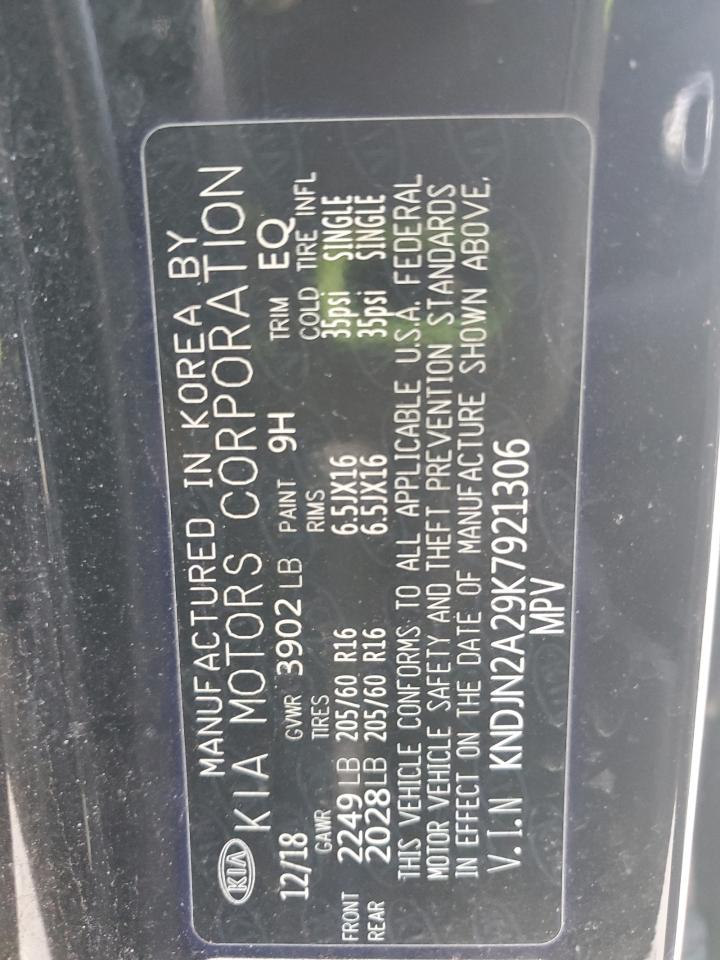 MANUFACTURED IN KOREA BY
KIA KIA MOTORS CORPORATION
12/18 GVWR 3902 LB PAINT 9H TRIM EQ
GAWR TIRES RIMS COLD TIRE INFL
FRONT 2249 LB 205/60 R16 6.5JX16 35psi SINGLE
REAR 2028 LB 205/60 R16 6.5JX16 35psi SINGLE
THIS VEHICLE CONFORMS TO ALL APPLICABLE U.S.A. FEDERAL
MOTOR VEHICLE SAFETY AND THEFT PREVENTION STANDARDS
IN EFFECT ON THE DATE OF MANUFACTURE SHOWN ABOVE.
V.I.N KNDJN2A29K7921306
MPV